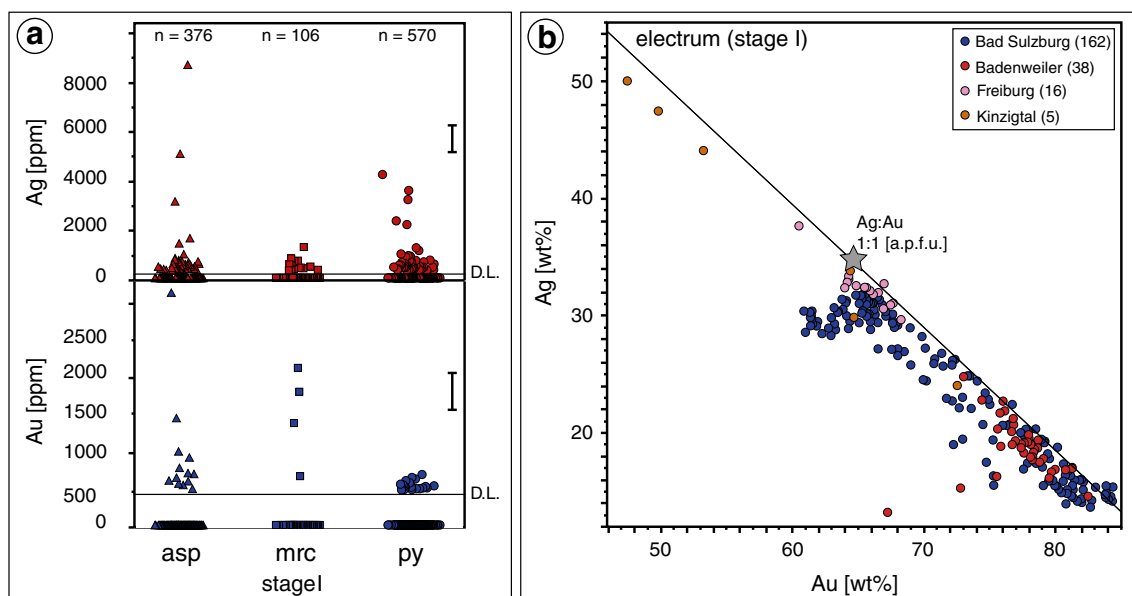 a
n = 376 n = 106 n = 570
8000
6000
4000
2000
0
Ag [ppm]
D.L.
2500
2000
1500
1000
500
0
Au [ppm]
D.L.
asp mrc py
stageI
b
electrum (stage I)
Bad Sulzburg (162)
Badenweiler (38)
Freiburg (16)
Kinzigtal (5)
Ag:Au
1:1 [a.p.f.u.]
50
40
30
20
Ag [wt%]
50 60 70 80
Au [wt%]